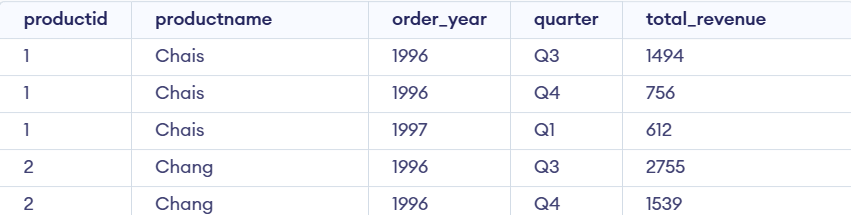 productid productname order_year quarter total_revenue
1 Chais 1996 Q3 1494
1 Chais 1996 Q4 756
1 Chais 1997 Q1 612
2 Chang 1996 Q3 2755
2 Chang 1996 Q4 1539